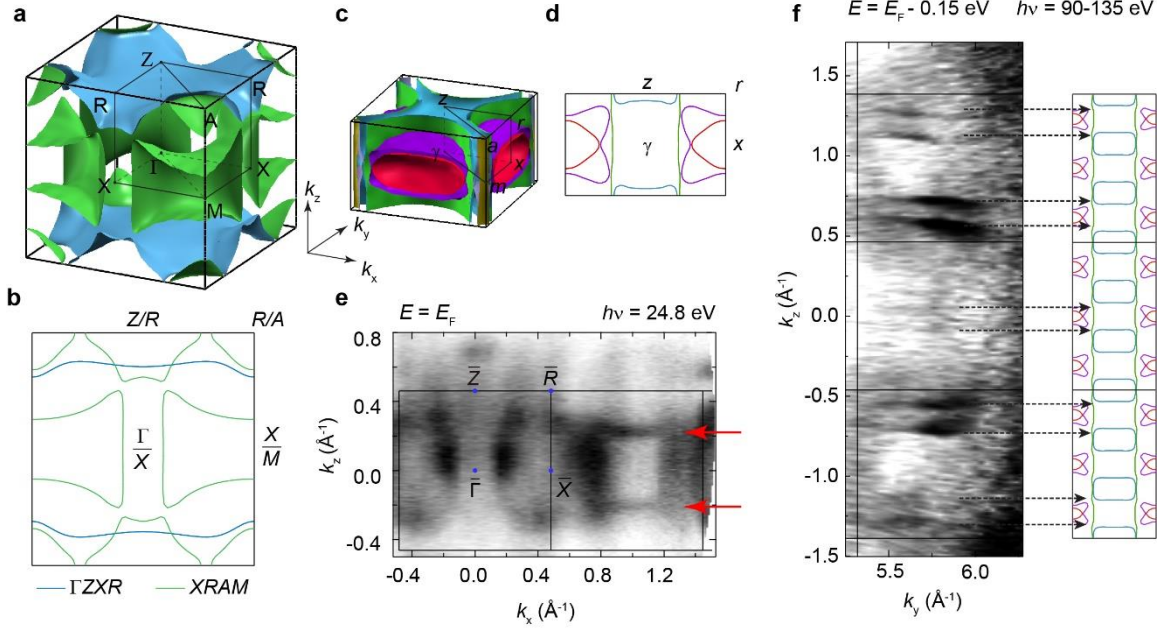 a
Z
R
R
A
Γ
X
X
M
k_z
k_y
k_x
b
Z/R
R/A
Γ
X
X
M
ΓZXR
XRAM
c
z
r
a
γ
x
m
d
z
r
γ
x
e
E = E_F
hν = 24.8 eV
k_z (Å⁻¹)
0.8
0.4
0.0
-0.4
Z̅
R̅
Γ̅
X̅
-0.4
0.0
0.4
0.8
1.2
k_x (Å⁻¹)
f
E = E_F - 0.15 eV
hν = 90-135 eV
k_z (Å⁻¹)
1.5
1.0
0.5
0.0
-0.5
-1.0
-1.5
5.5
6.0
k_y (Å⁻¹)